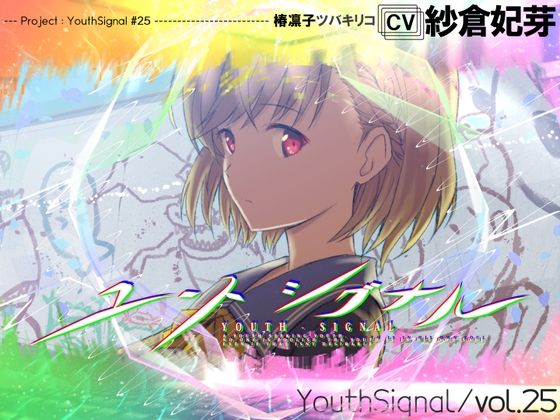 --- Project : YouthSignal #25 ------------------------ 椿凛子ツバキリコ CV 紗倉妃芽
ユースシグナル
YOUTH - SIGNAL
YouthSignal/vol.25